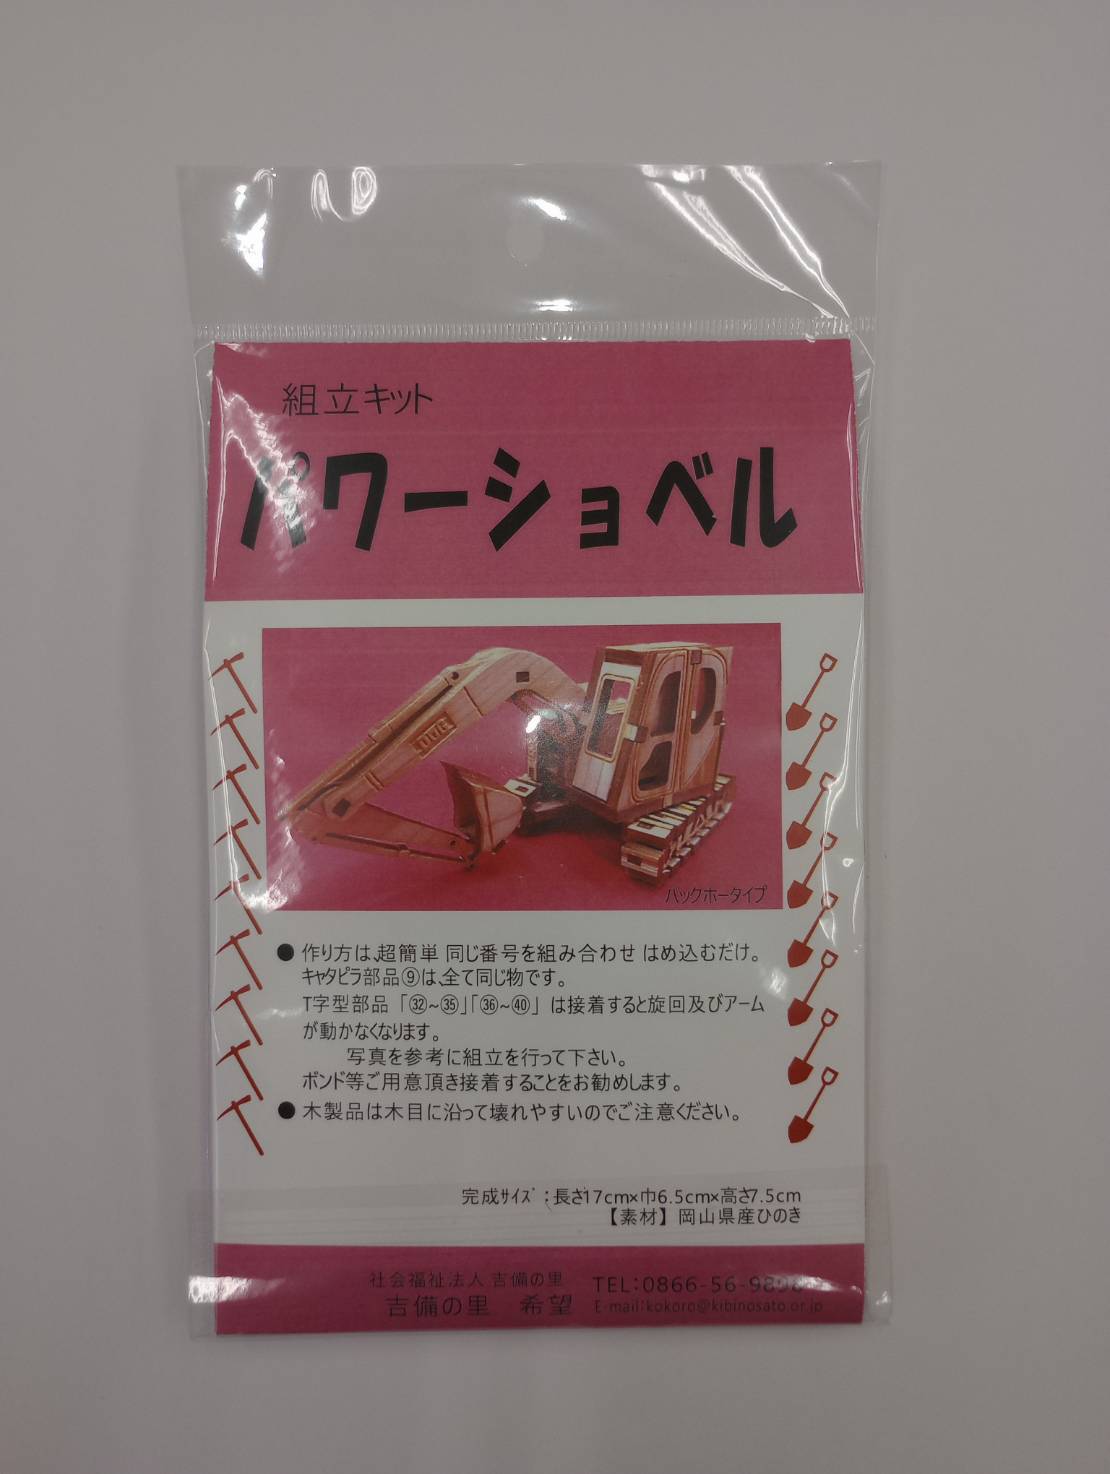 組立キット
パワーショベル
バックホータイプ
● 作り方は、超簡単 同じ番号を組み合わせ はめ込むだけ。
キャタピラ部品⑨は、全て同じ物です。
T字型部品「㉜~㉟」「㊱~㊵」は接着すると旋回及びアーム
が動かなくなります。
写真を参考に組立を行って下さい。
ボンド等ご用意頂き接着することをお勧めします。
● 木製品は木目に沿って壊れやすいのでご注意ください。
完成サイズ:長さ17cm×巾6.5cm×高さ7.5cm
【素材】岡山県産ひのき
社会福祉法人 吉備の里
吉備の里 希望
TEL:0866-56-
E-mail:kokoro@kibinosato.or.jp